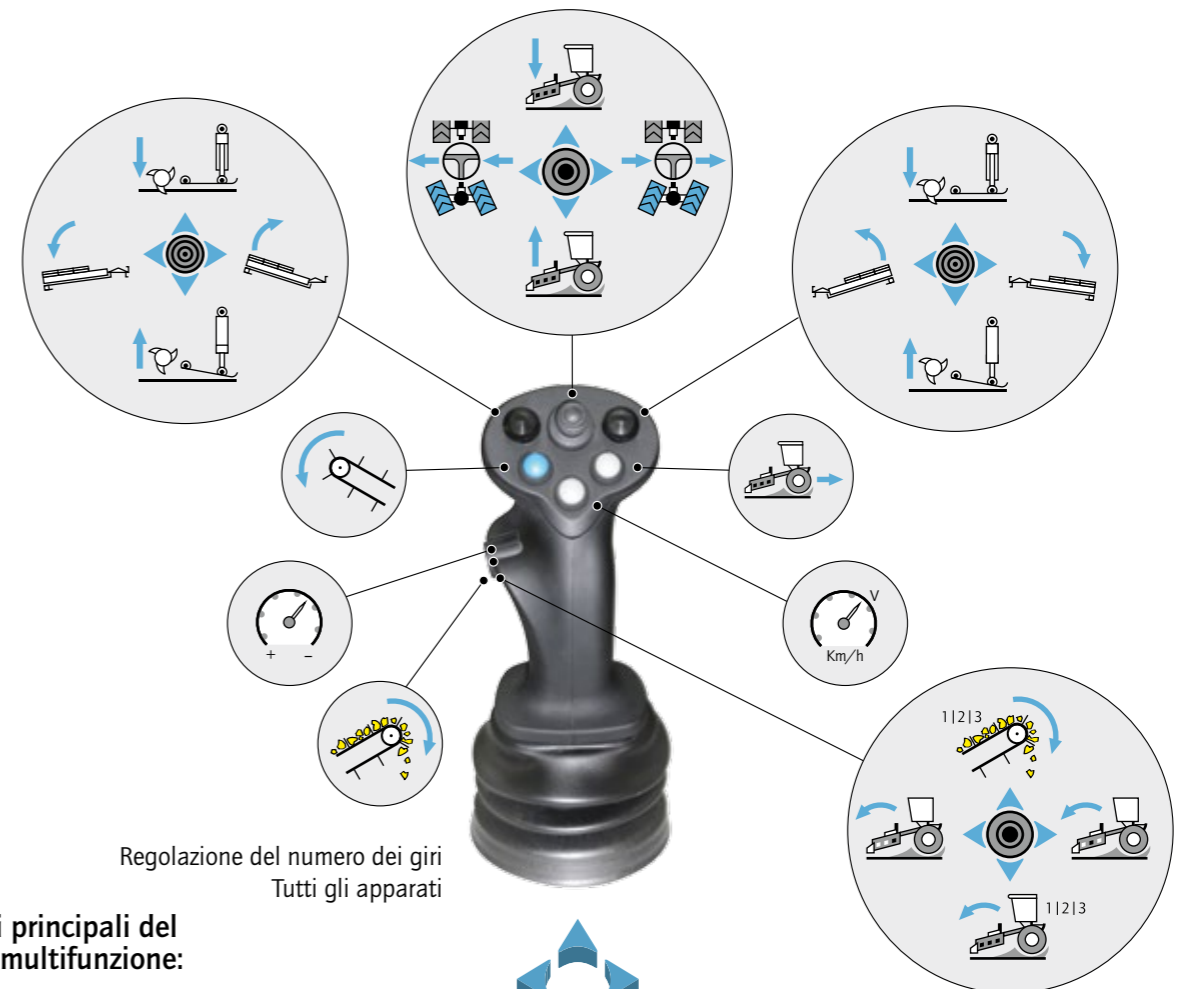 + −
V
Km/h
1|2|3
1|2|3
Regolazione del numero dei giri
Tutti gli apparati
i principali del
multifunzione: